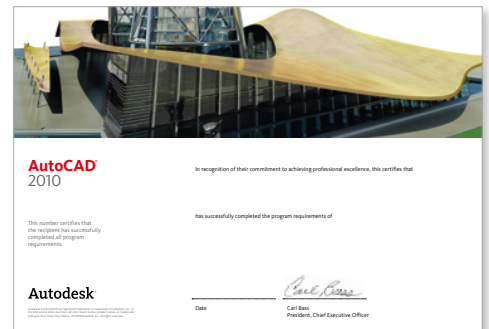 AutoCAD®
2010
In recognition of their commitment to achieving professional excellence, this certifies that
has successfully completed the program requirements of
This number certifies that
the recipient has successfully
completed all program
requirements.
Autodesk®
Carl Bass
Date
Carl Bass
President, Chief Executive Officer